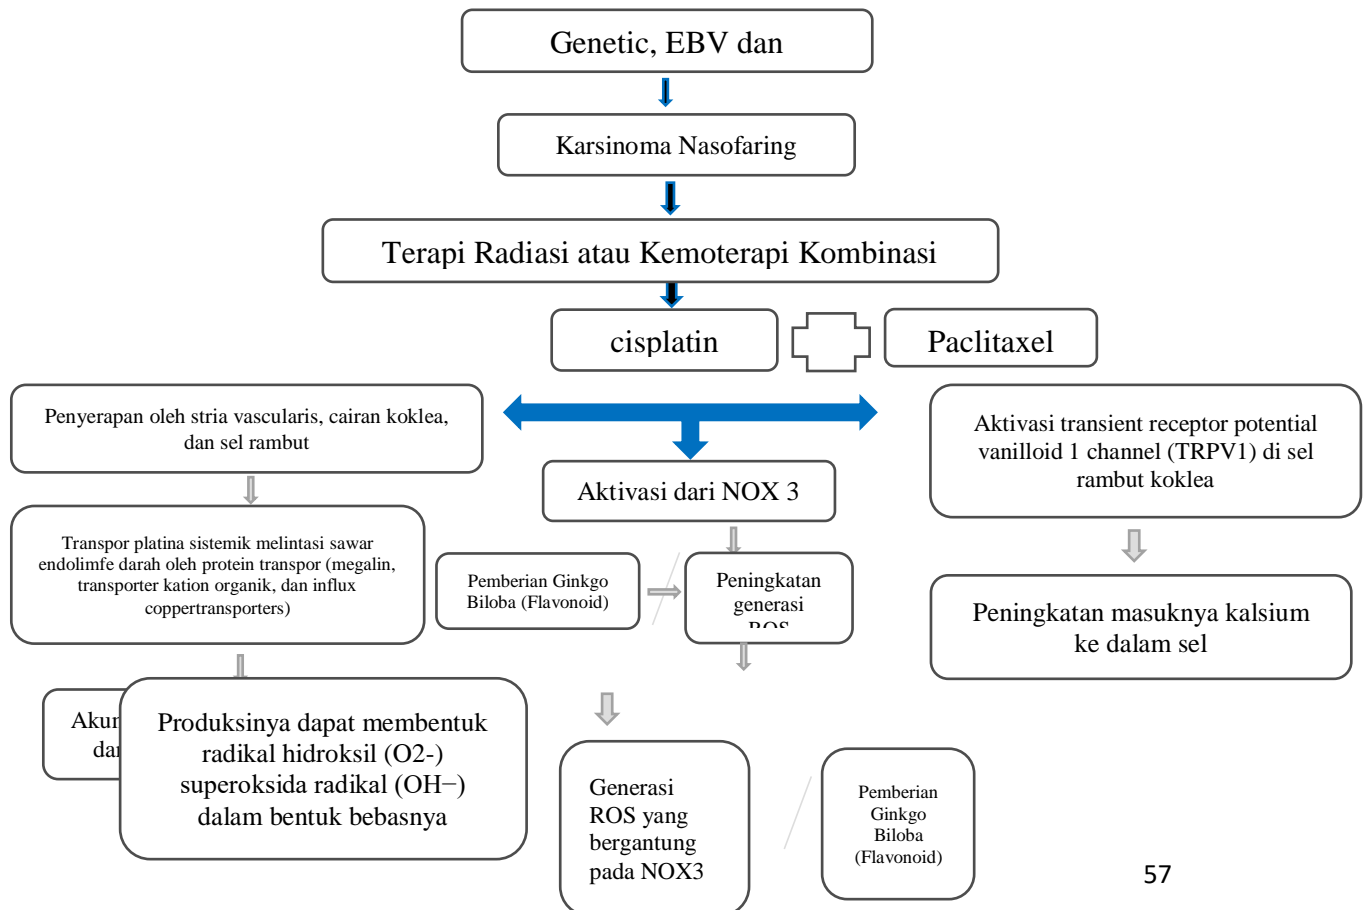 Genetic, EBV dan
Karsinoma Nasofaring
Terapi Radiasi atau Kemoterapi Kombinasi
cisplatin
Paclitaxel
Penyerapan oleh stria vascularis, cairan koklea,
dan sel rambut
Aktivasi transient receptor potential
vanilloid 1 channel (TRPV1) di sel
rambut koklea
Aktivasi dari NOX 3
Transpor platina sistemik melintasi sawar
endolimfe darah oleh protein transpor (megalin,
transporter kation organik, dan influx
coppertransporters)
Pemberian Ginkgo
Biloba (Flavonoid)
Peningkatan
generasi
ROS
Peningkatan masuknya kalsium
ke dalam sel
Produksinya dapat membentuk
radikal hidroksil (O2-)
superoksida radikal (OH−)
dalam bentuk bebasnya
Generasi
ROS yang
bergantung
pada NOX3
Pemberian
Ginkgo
Biloba
(Flavonoid)
57